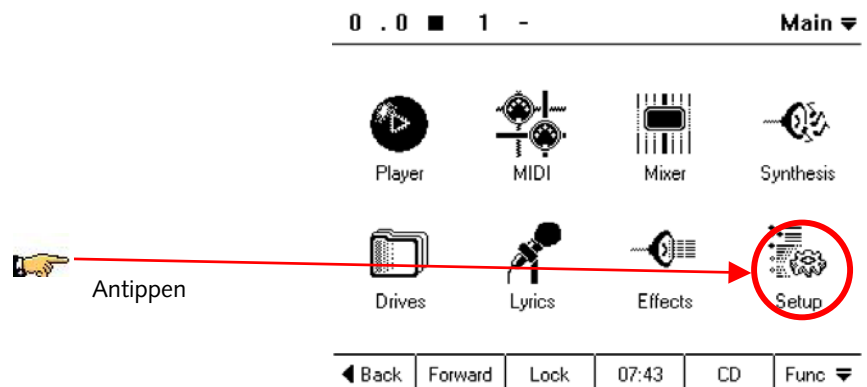 0 .0 ■ 1 - Main
Player MIDI Mixer Synthesis
Antippen
Drives Lyrics Effects Setup
Back Forward Lock 07:43 CD Func